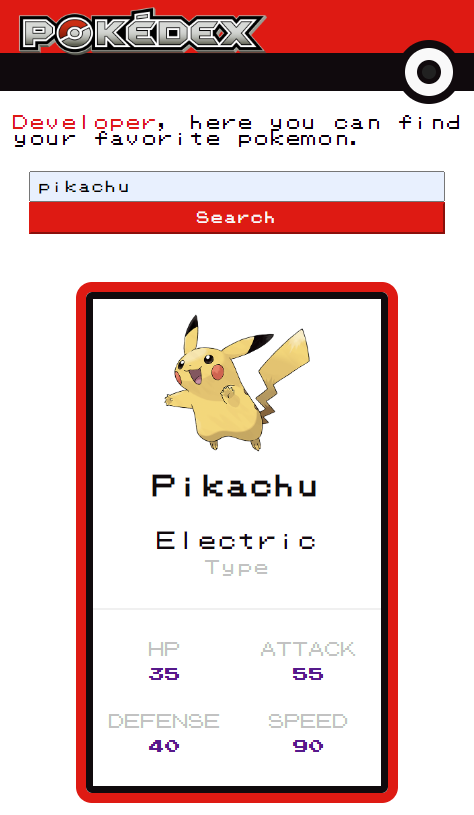 POKÉDEX
Developer, here you can find
your favorite pokemon.
pikachu
Search
Pikachu
Electric
Type
HP ATTACK
35 55
DEFENSE SPEED
40 90